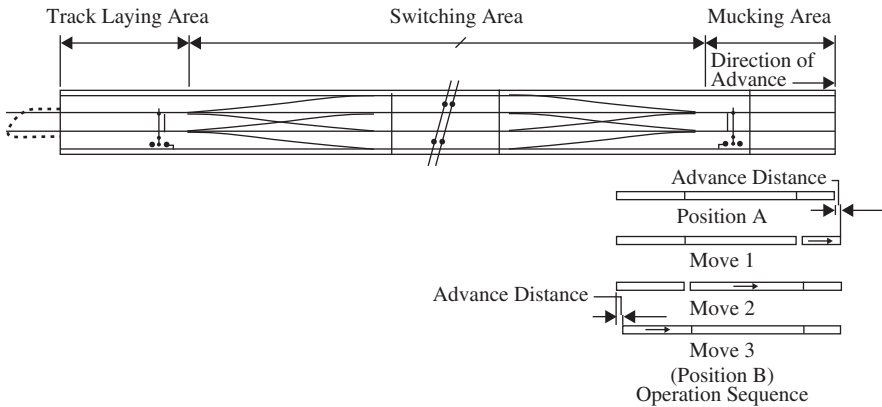 Track Laying Area
Switching Area
Mucking Area
Direction of
Advance
Advance Distance
Position A
Move 1
Advance Distance
Move 2
Move 3
(Position B)
Operation Sequence